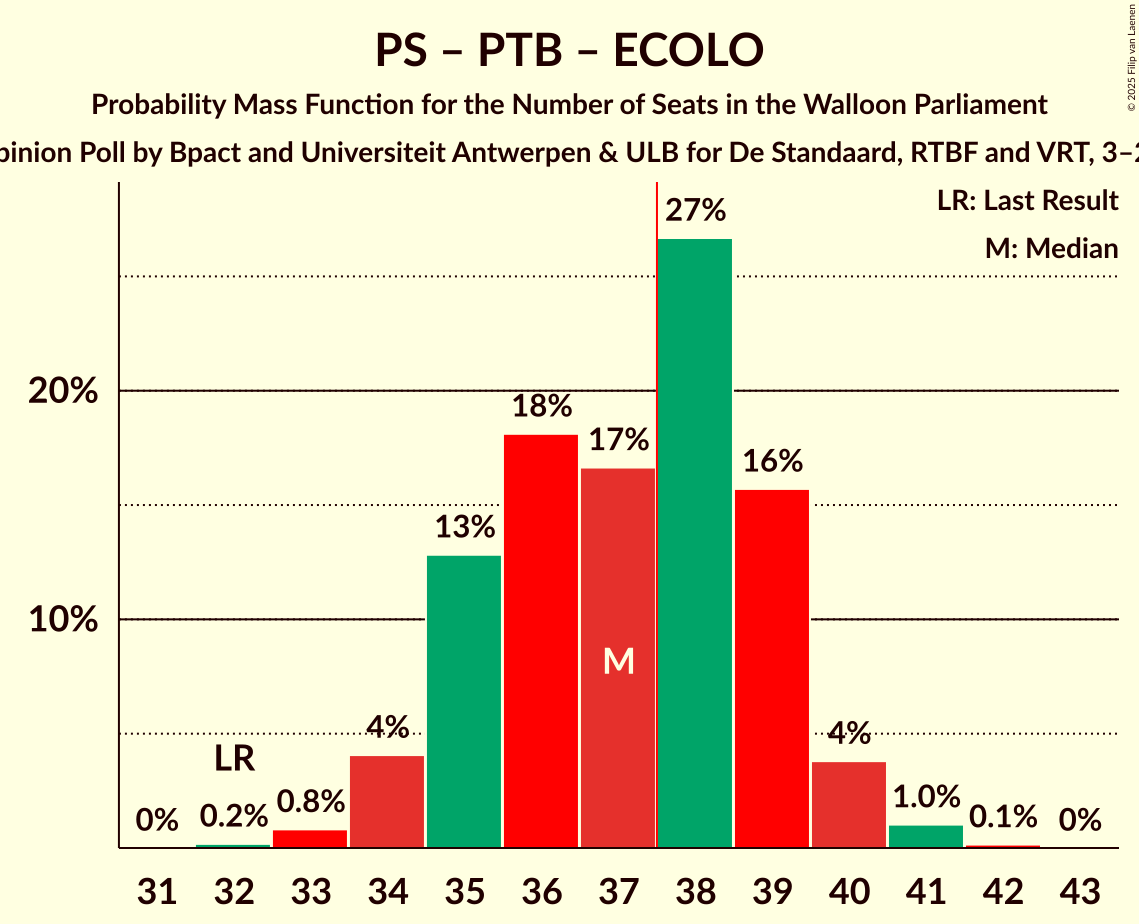 PS – PTB – ECOLO
Probability Mass Function for the Number of Seats in the Walloon Parliament
pinion Poll by Bpact and Universiteit Antwerpen & ULB for De Standaard, RTBF and VRT, 3–2
© 2025 Filip van Laenen
LR: Last Result
M: Median
20%
10%
0%
0.2%
0.8%
4%
13%
18%
17%
27%
16%
4%
1.0%
0.1%
0%
LR
M
31 32 33 34 35 36 37 38 39 40 41 42 43